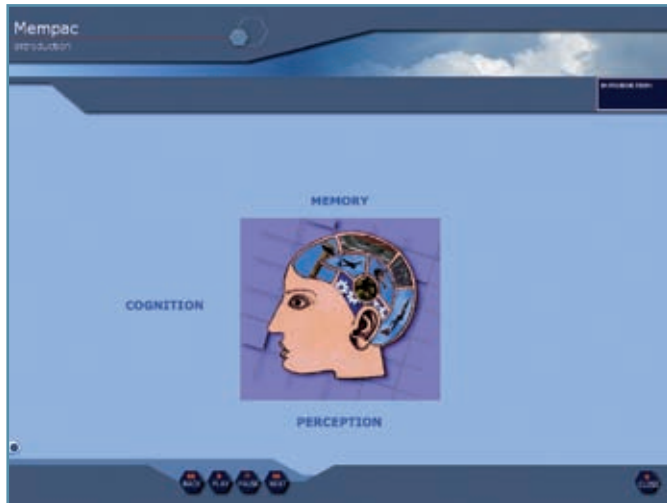 Mempac
introduction
MEMORY
COGNITION
PERCEPTION
BACK
PLAY
PAUSE
NEXT
CLOSE